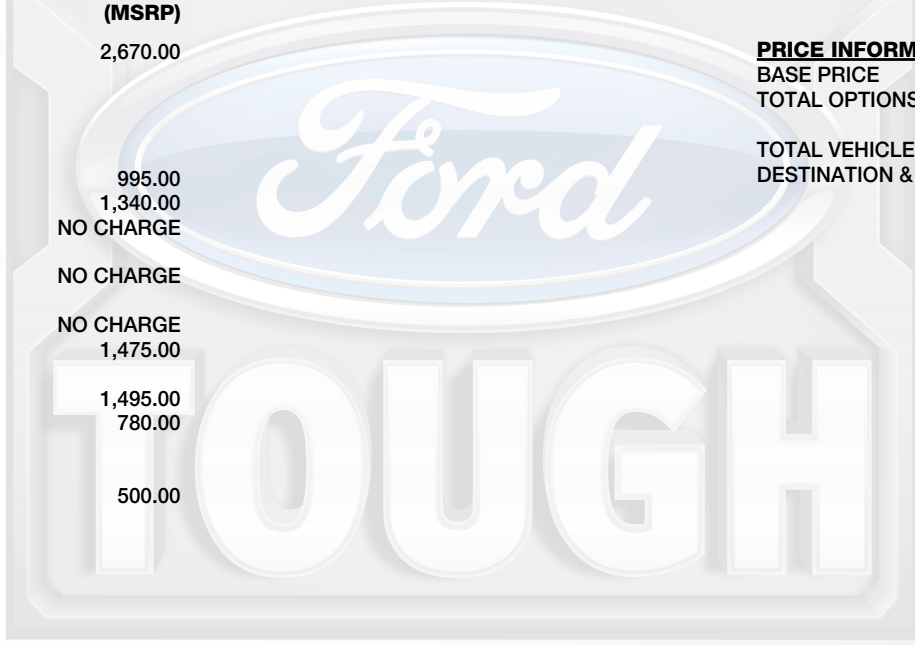 (MSRP)
2,670.00
995.00
1,340.00
NO CHARGE
NO CHARGE
NO CHARGE
1,475.00
1,495.00
780.00
500.00
PRICE INFORM
BASE PRICE
TOTAL OPTIONS
TOTAL VEHICLE
DESTINATION &
Ford
TOUGH